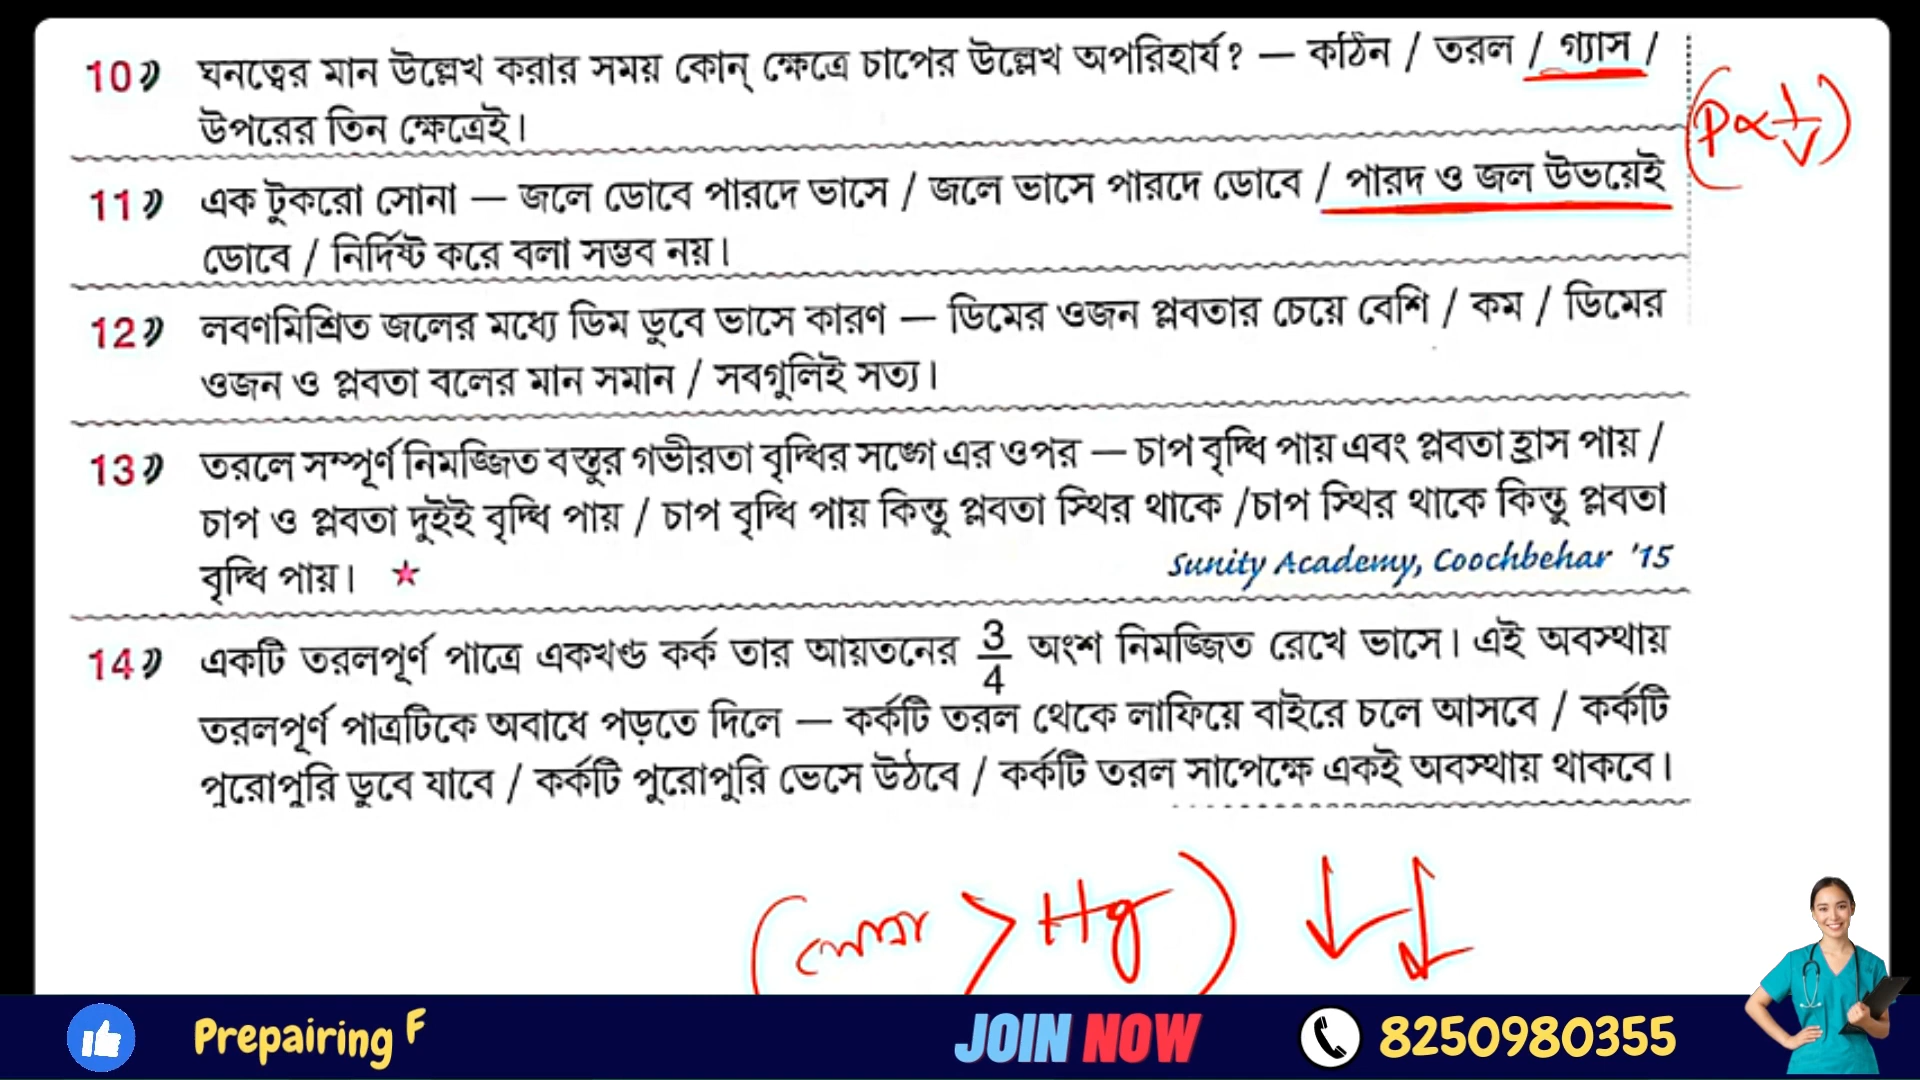 10) ঘনত্বের মান উল্লেখ করার সময় কোন্ ক্ষেত্রে চাপের উল্লেখ অপরিহার্য? — কঠিন / তরল / গ্যাস /
উপরের তিন ক্ষেত্রেই।
(P∝1/V)
11) এক টুকরো সোনা — জলে ডোবে পারদে ভাসে / জলে ভাসে পারদে ডোবে / পারদ ও জল উভয়েই
ডোবে / নির্দিষ্ট করে বলা সম্ভব নয়।
12) লবণমিশ্রিত জলের মধ্যে ডিম ডুবে ভাসে কারণ — ডিমের ওজন প্লবতার চেয়ে বেশি / কম / ডিমের
ওজন ও প্লবতা বলের মান সমান / সবগুলিই সত্য।
13) তরলে সম্পূর্ণ নিমজ্জিত বস্তুর গভীরতা বৃদ্ধির সঙ্গে এর ওপর — চাপ বৃদ্ধি পায় এবং প্লবতা হ্রাস পায় /
চাপ ও প্লবতা দুইই বৃদ্ধি পায় / চাপ বৃদ্ধি পায় কিন্তু প্লবতা স্থির থাকে /চাপ স্থির থাকে কিন্তু প্লবতা
বৃদ্ধি পায়। ★ Sunity Academy, Coochbehar '15
14) একটি তরলপূর্ণ পাত্রে একখণ্ড কর্ক তার আয়তনের 3/4 অংশ নিমজ্জিত রেখে ভাসে। এই অবস্থায়
তরলপূর্ণ পাত্রটিকে অবাধে পড়তে দিলে — কর্কটি তরল থেকে লাফিয়ে বাইরে চলে আসবে / কর্কটি
পুরোপুরি ডুবে যাবে / কর্কটি পুরোপুরি ভেসে উঠবে / কর্কটি তরল সাপেক্ষে একই অবস্থায় থাকবে।
(সোনা > Hg)
Prepairing F JOIN NOW 8250980355